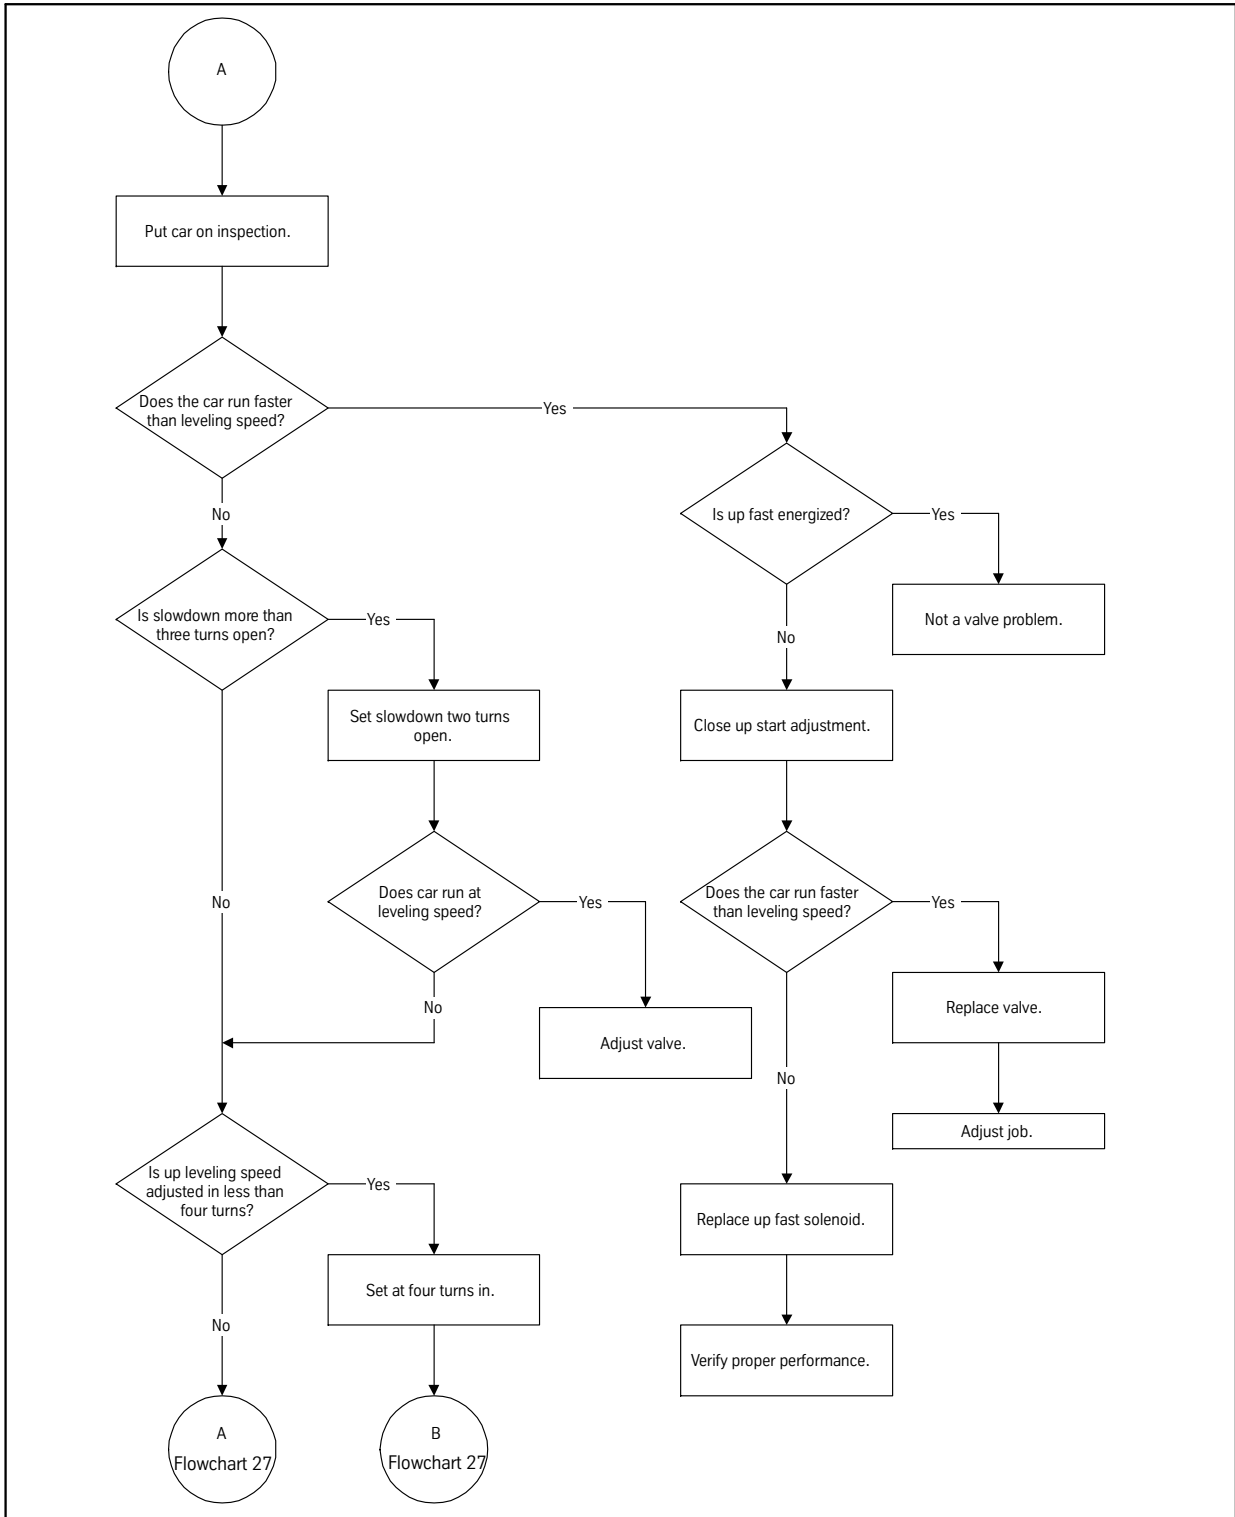 A
Put car on inspection.
Does the car run faster
than leveling speed?
Yes
No
Is up fast energized?
Yes
No
Is slowdown more than
three turns open?
Yes
No
Not a valve problem.
Set slowdown two turns
open.
Close up start adjustment.
Does car run at
leveling speed?
Yes
No
Does the car run faster
than leveling speed?
Yes
No
Adjust valve.
Replace valve.
Adjust job.
Is up leveling speed
adjusted in less than
four turns?
Yes
No
Replace up fast solenoid.
Set at four turns in.
Verify proper performance.
A
Flowchart 27
B
Flowchart 27